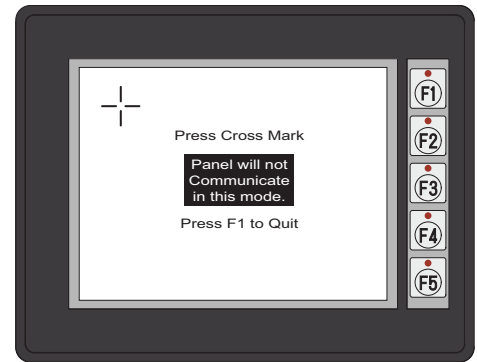 Press Cross Mark
Panel will not
Communicate
in this mode.
Press F1 to Quit
F1
F2
F3
F4
F5